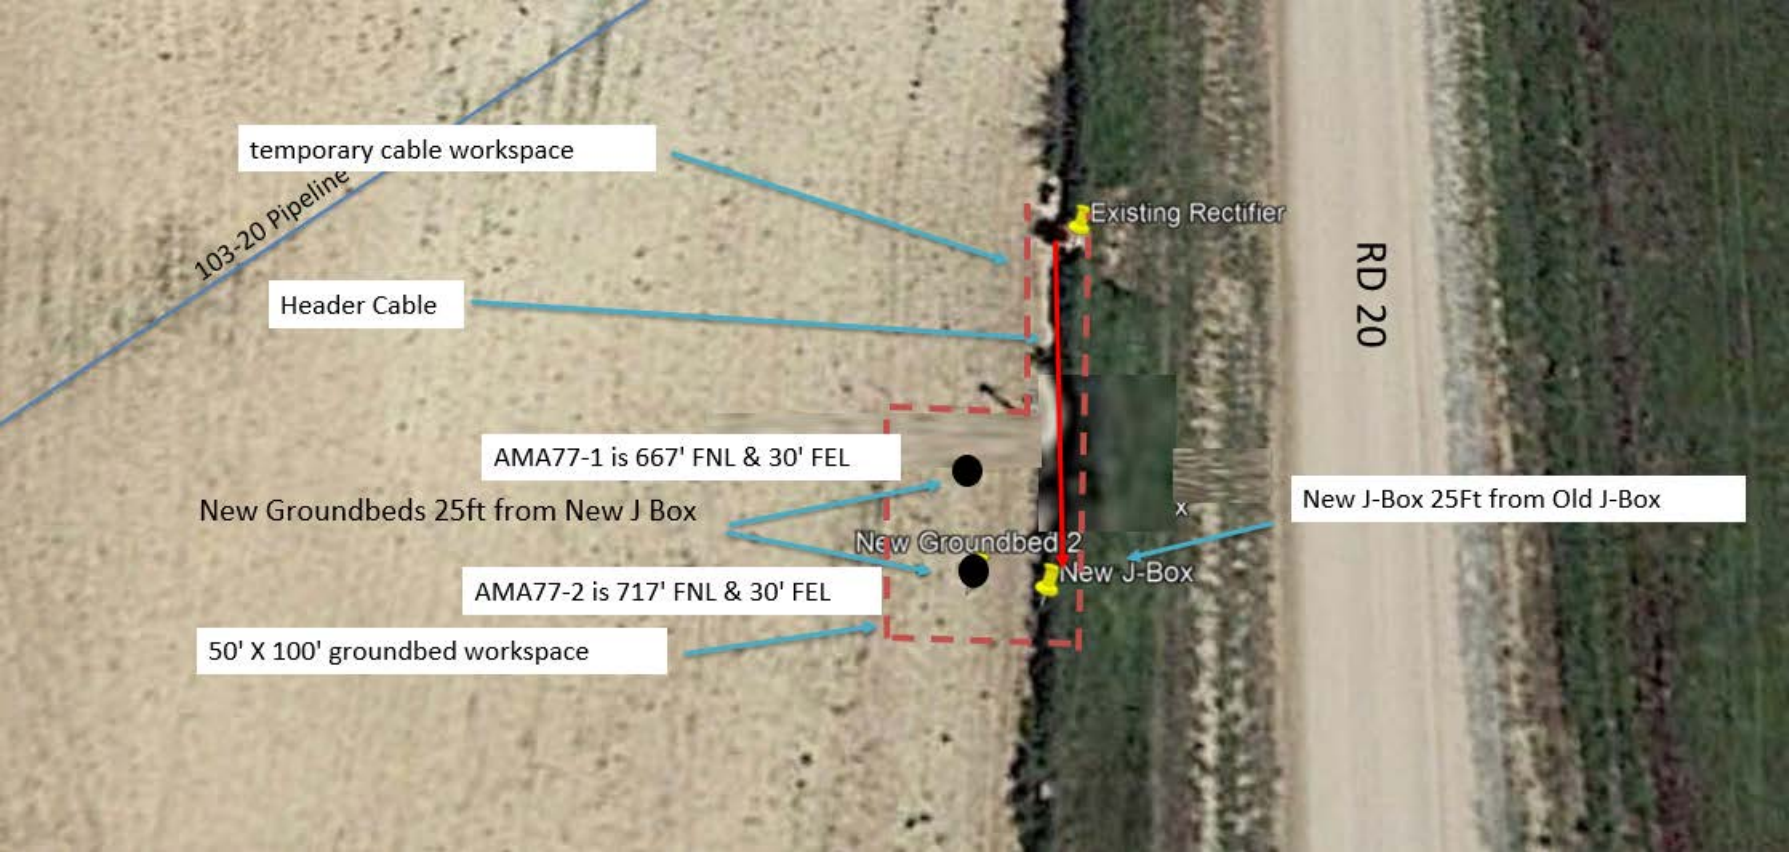 temporary cable workspace
103-20 Pipeline
Existing Rectifier
RD 20
Header Cable
AMA77-1 is 667' FNL & 30' FEL
New Groundbeds 25ft from New J Box
New J-Box 25Ft from Old J-Box
x
New Groundbed 2
New J-Box
AMA77-2 is 717' FNL & 30' FEL
50' X 100' groundbed workspace